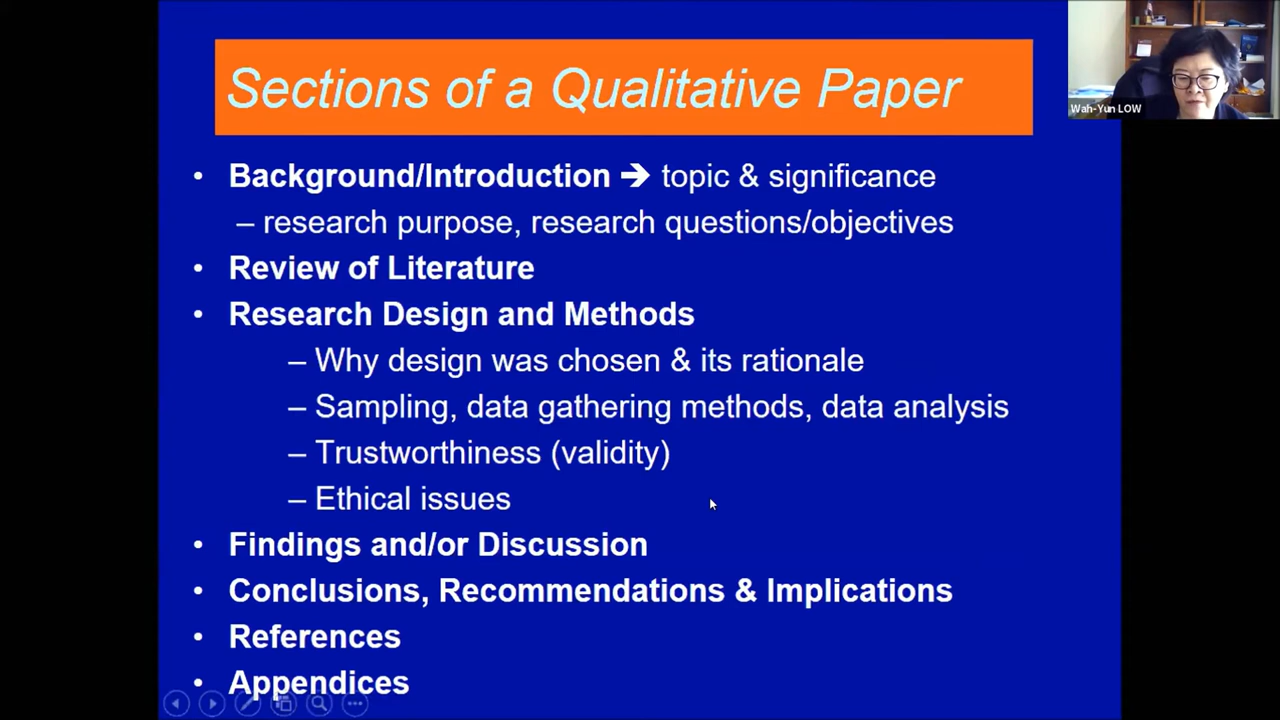 Sections of a Qualitative Paper
Wah-Yun LOW
• Background/Introduction ➔ topic & significance
– research purpose, research questions/objectives
• Review of Literature
• Research Design and Methods
– Why design was chosen & its rationale
– Sampling, data gathering methods, data analysis
– Trustworthiness (validity)
– Ethical issues
• Findings and/or Discussion
• Conclusions, Recommendations & Implications
• References
• Appendices